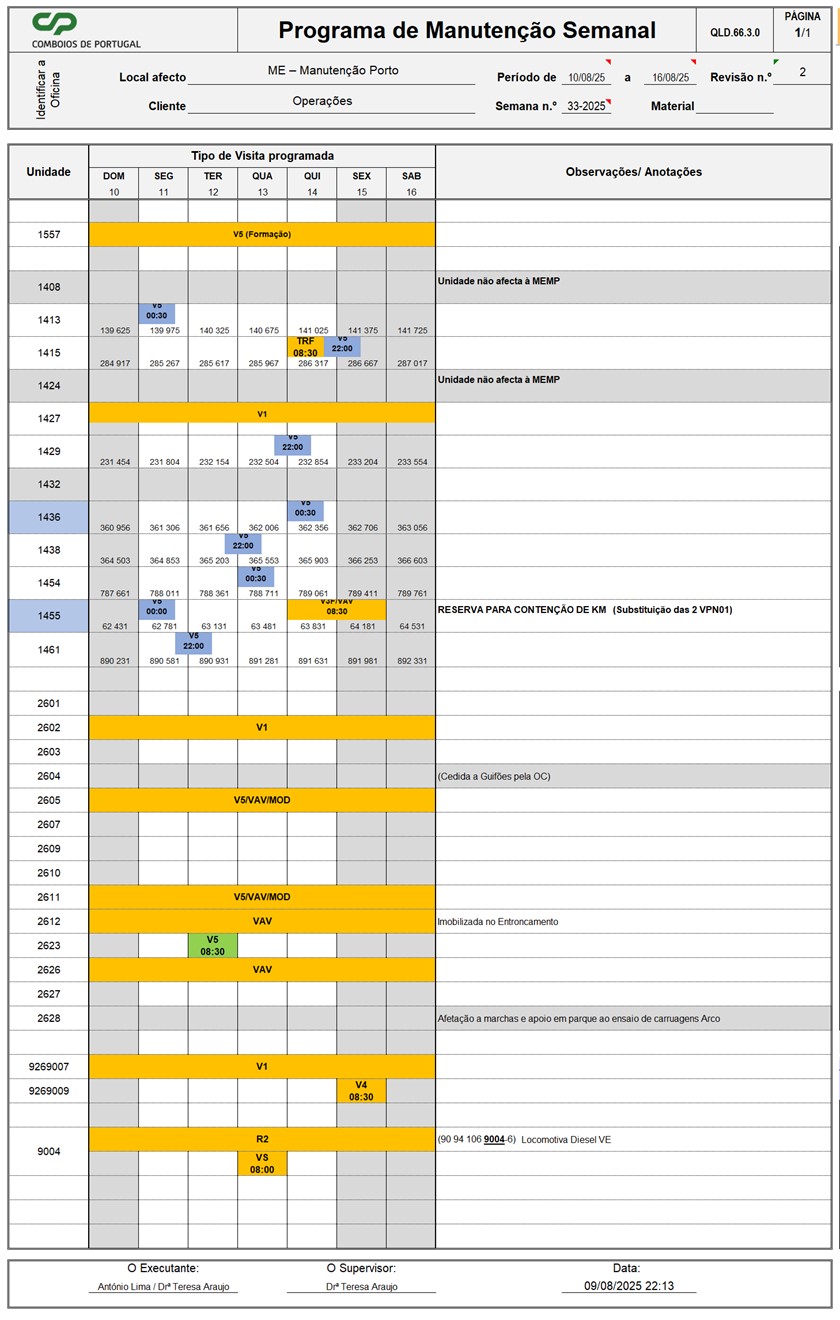 CP
COMBOIOS DE PORTUGAL
Programa de Manutenção Semanal
QLD.66.3.0
PÁGINA
1/1
Identificar a Oficina
Local afecto ME – Manutenção Porto Período de 10/08/25 a 16/08/25 Revisão n.º 2
Cliente Operações Semana n.º 33-2025 Material
Unidade Tipo de Visita programada Observações/ Anotações
DOM SEG TER QUA QUI SEX SAB
10 11 12 13 14 15 16
1557 V5 (Formação)
1408 Unidade não afecta à MEMP
1413 V5 00:30
139 625 139 975 140 325 140 675 141 025 141 375 141 725
1415 TRF 08:30 V5 22:00
284 917 285 267 285 617 285 967 286 317 286 667 287 017
1424 Unidade não afecta à MEMP
1427 V1
1429 V5 22:00
231 454 231 804 232 154 232 504 232 854 233 204 233 554
1432
1436 V5 00:30
360 956 361 306 361 656 362 006 362 356 362 706 363 056
1438 V5 22:00
364 503 364 853 365 203 365 553 365 903 366 253 366 603
1454 V5 00:30
787 661 788 011 788 361 788 711 789 061 789 411 789 761
1455 V5 00:00 V3P/VAV 08:30 RESERVA PARA CONTENÇÃO DE KM (Substituição das 2 VPN01)
62 431 62 781 63 131 63 481 63 831 64 181 64 531
1461 V5 22:00
890 231 890 581 890 931 891 281 891 631 891 981 892 331
2601
2602 V1
2603
2604 (Cedida a Guifões pela OC)
2605 V5/VAV/MOD
2607
2609
2610
2611 V5/VAV/MOD
2612 VAV Imobilizada no Entroncamento
2623 V5 08:30
2626 VAV
2627
2628 Afetação a marchas e apoio em parque ao ensaio de carruagens Arco
9269007 V1
9269009 V4 08:30
9004 R2 (90 94 106 9004-6) Locomotiva Diesel VE
VS 08:00
O Executante: O Supervisor: Data:
António Lima / Drª Teresa Araujo Drª Teresa Araujo 09/08/2025 22:13